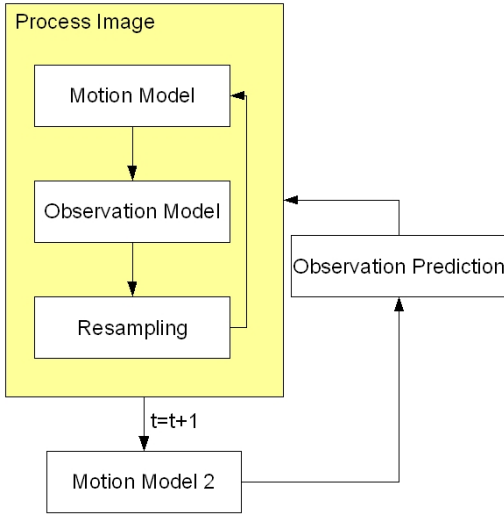 Process Image
Motion Model
Observation Model
Resampling
Observation Prediction
t=t+1
Motion Model 2